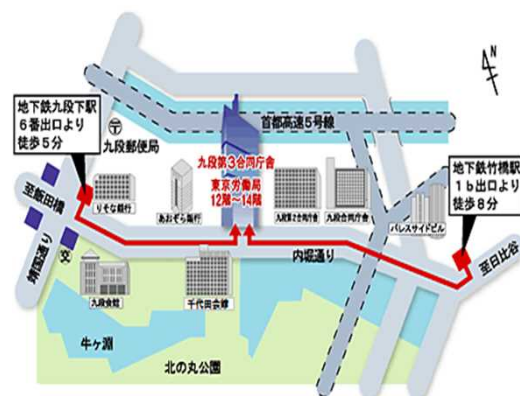 N
地下鉄九段下駅
6番出口より
徒歩5分
九段郵便局
首都高速5号線
九段第3合同庁舎
東京労働局
12階~14階
地下鉄竹橋駅
1b出口より
徒歩8分
至飯田橋
りそな銀行
あおぞら銀行
九段第2合同庁舎
九段合同庁舎
パレスサイドビル
靖国通り
内堀通り
至日比谷
九段会館
千代田会館
牛ヶ淵
北の丸公園